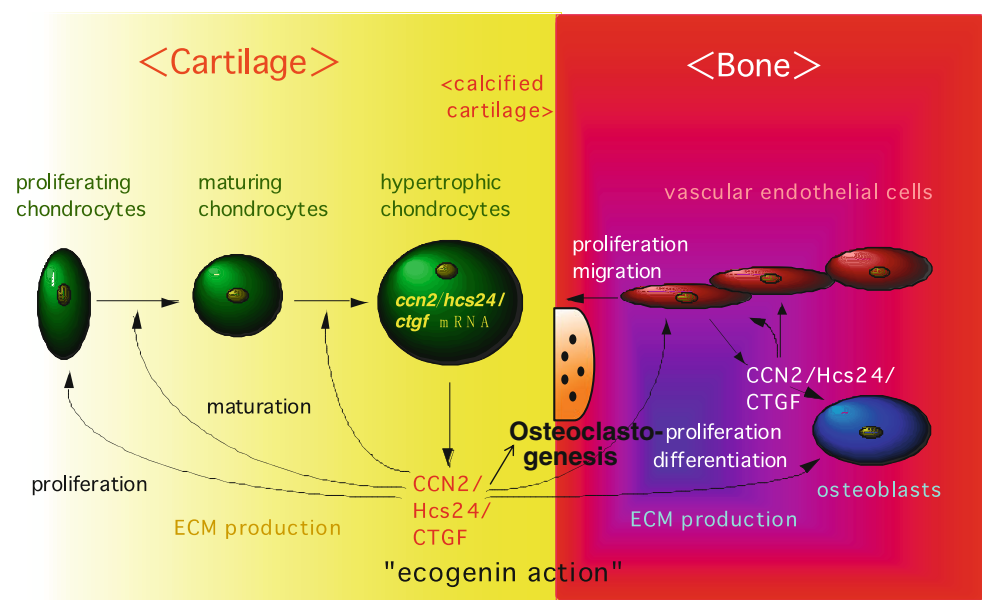 <Cartilage>
<Bone>
<calcified
cartilage>
proliferating
chondrocytes
maturing
chondrocytes
hypertrophic
chondrocytes
vascular endothelial cells
proliferation
migration
ccn2/hcs24/
ctgf mRNA
CCN2/Hcs24/
CTGF
maturation
Osteoclasto-
genesis
proliferation
differentiation
proliferation
CCN2/
Hcs24/
CTGF
osteoblasts
ECM production
ECM production
"ecogenin action"